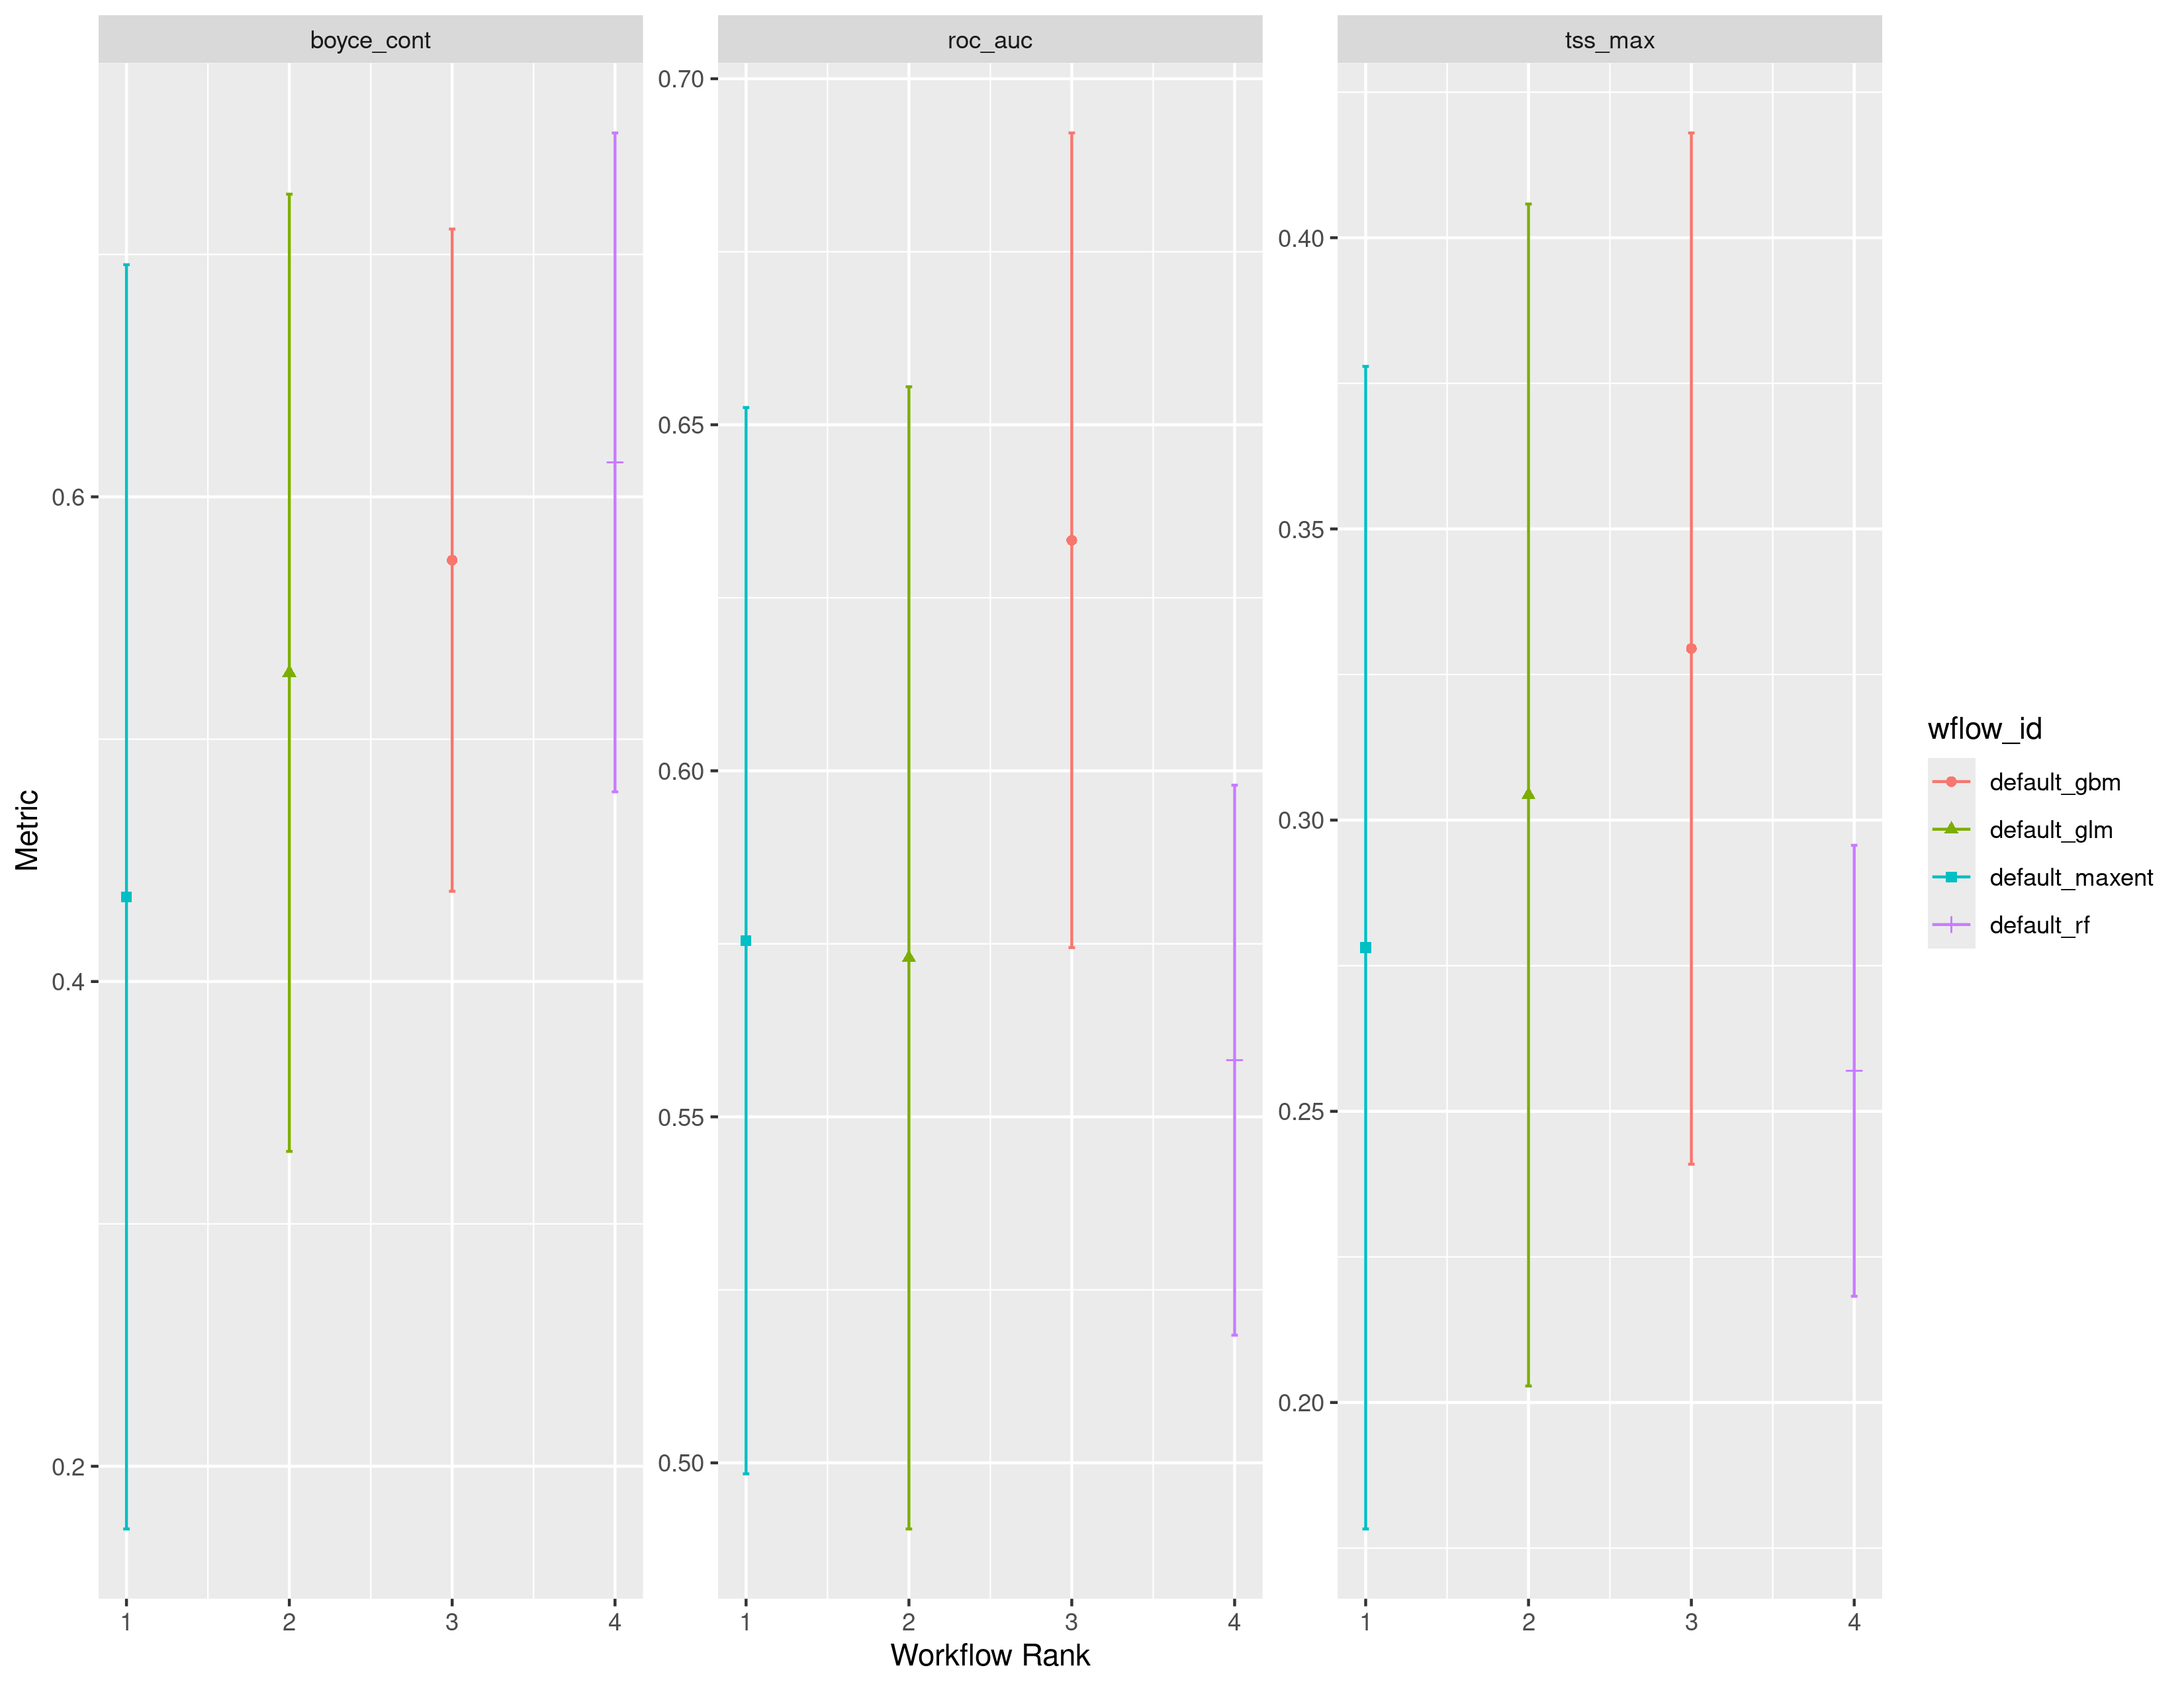 boyce_cont
roc_auc
tss_max
Metric
0.6
0.4
0.2
0.70
0.65
0.60
0.55
0.50
0.40
0.35
0.30
0.25
0.20
1 2 3 4
1 2 3 4
1 2 3 4
Workflow Rank
wflow_id
default_gbm
default_glm
default_maxent
default_rf